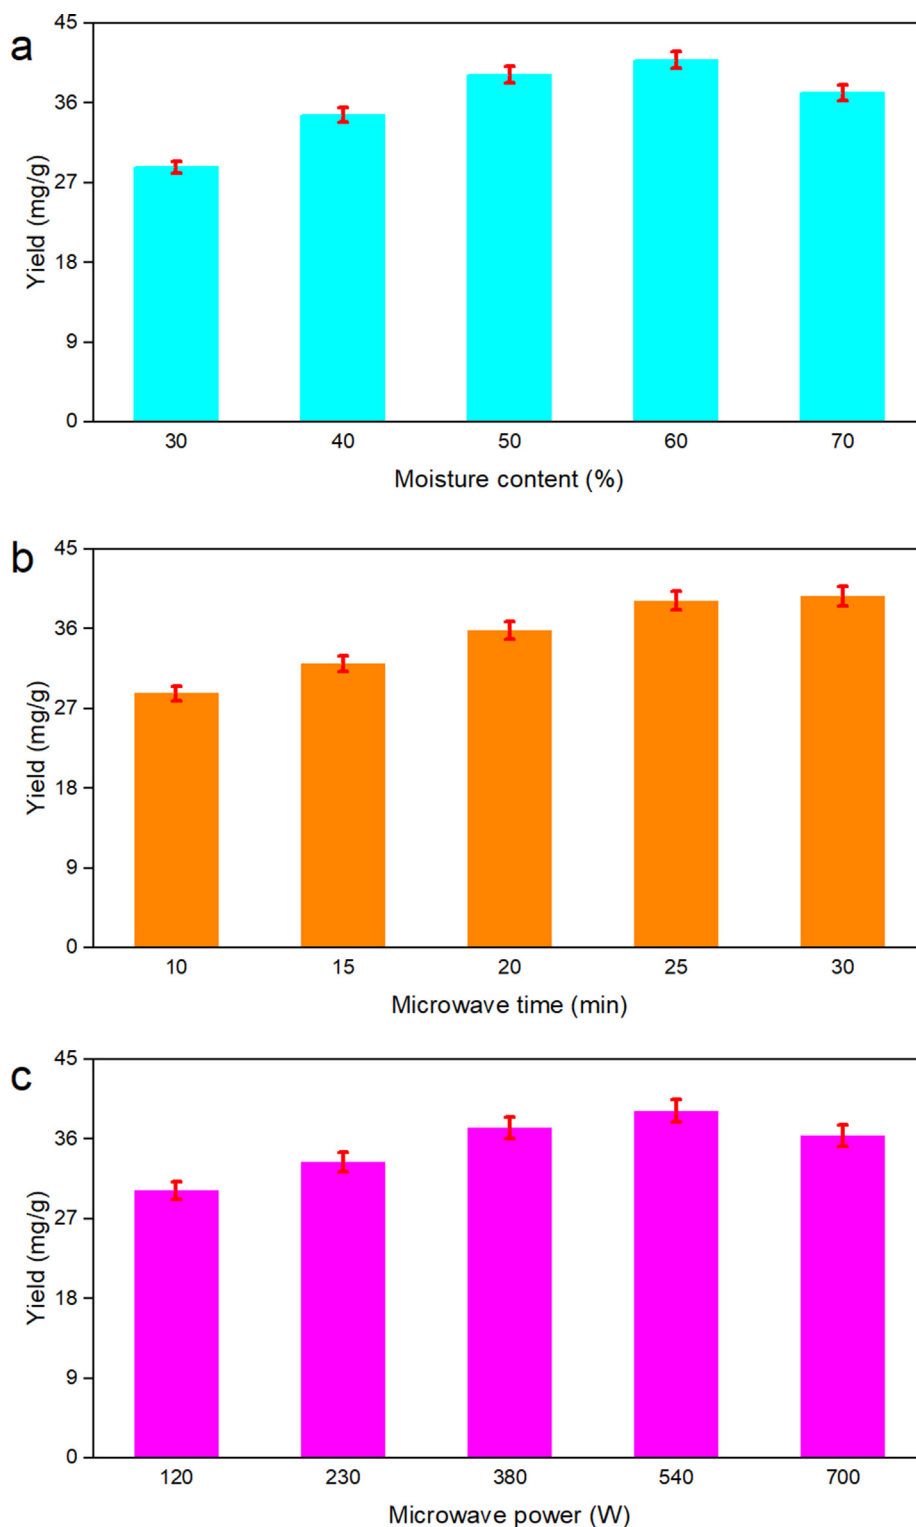 a
45
36
27
18
9
0
Yield (mg/g)
30 40 50 60 70
Moisture content (%)
b
45
36
27
18
9
0
Yield (mg/g)
10 15 20 25 30
Microwave time (min)
c
45
36
27
18
9
0
Yield (mg/g)
120 230 380 540 700
Microwave power (W)